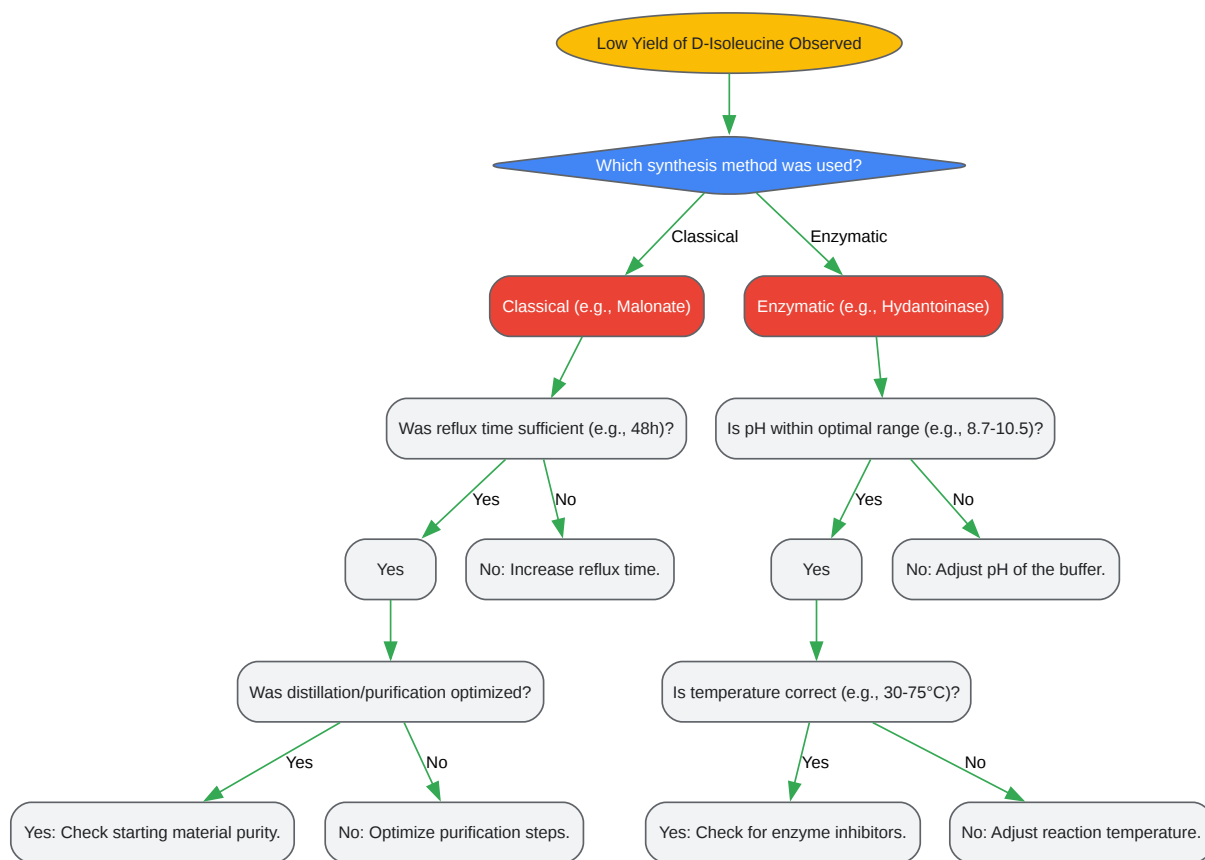 Low Yield of D-Isoleucine Observed
Which synthesis method was used?
Classical
Enzymatic
Classical (e.g., Malonate)
Enzymatic (e.g., Hydantoinase)
Was reflux time sufficient (e.g., 48h)?
Is pH within optimal range (e.g., 8.7-10.5)?
Yes
No
Yes
No
Yes
No: Increase reflux time.
Yes
No: Adjust pH of the buffer.
Was distillation/purification optimized?
Is temperature correct (e.g., 30-75°C)?
Yes
No
Yes
No
Yes: Check starting material purity.
No: Optimize purification steps.
Yes: Check for enzyme inhibitors.
No: Adjust reaction temperature.